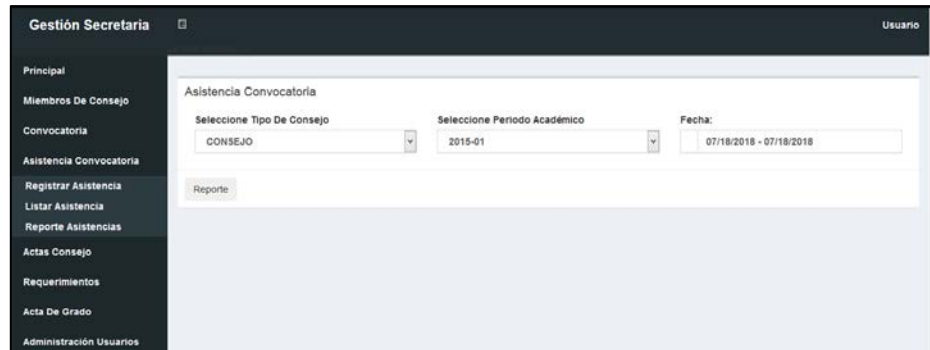 Gestión Secretaria
Usuario
Principal
Miembros De Consejo
Convocatoria
Asistencia Convocatoria
Registrar Asistencia
Listar Asistencia
Reporte Asistencias
Actas Consejo
Requerimientos
Acta De Grado
Administración Usuarios
Asistencia Convocatoria
Seleccione Tipo De Consejo
CONSEJO
Seleccione Periodo Académico
2015-01
Fecha:
07/18/2018 - 07/18/2018
Reporte